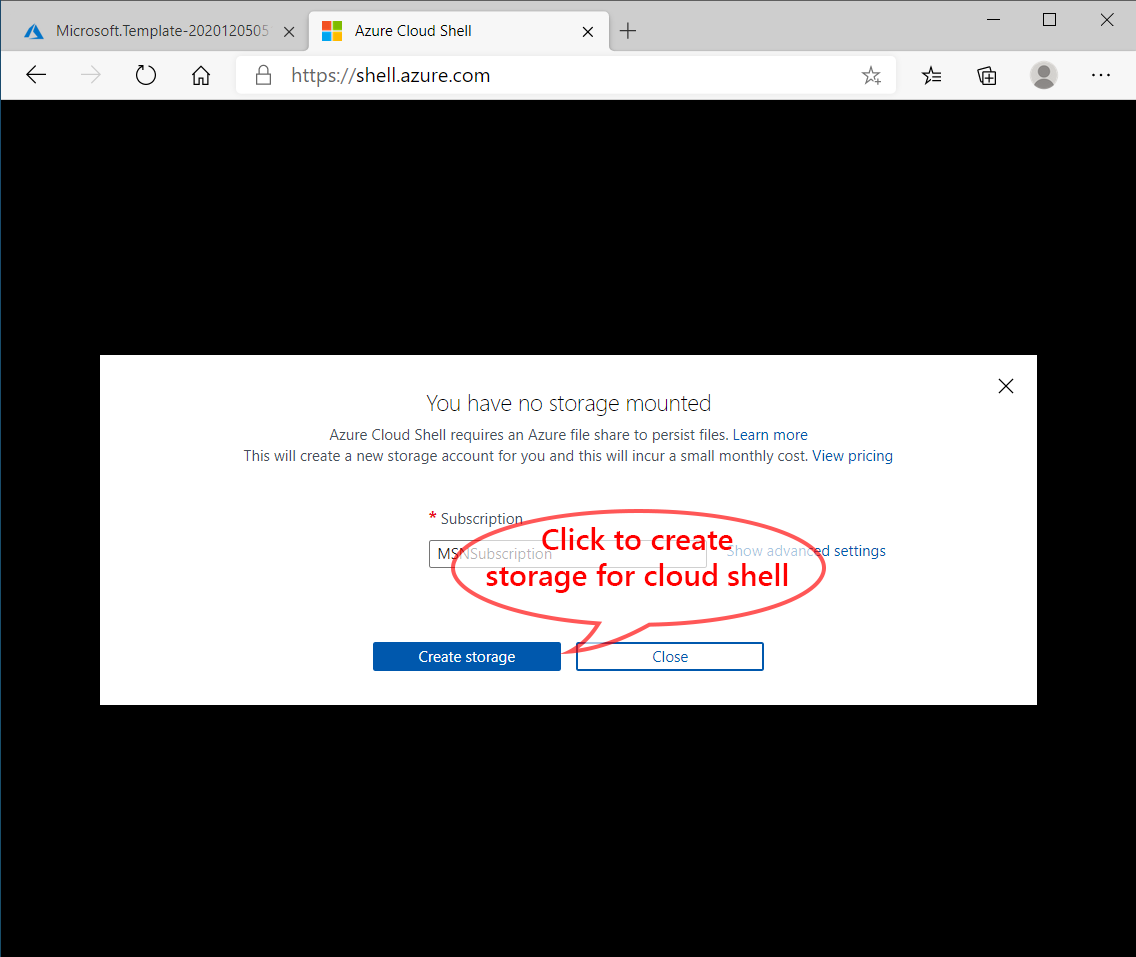 Microsoft.Template-2020120505
Azure Cloud Shell
https://shell.azure.com
You have no storage mounted
Azure Cloud Shell requires an Azure file share to persist files. Learn more
This will create a new storage account for you and this will incur a small monthly cost. View pricing
* Subscription
MSNSubscription
Show advanced settings
Click to create
storage for cloud shell
Create storage
Close